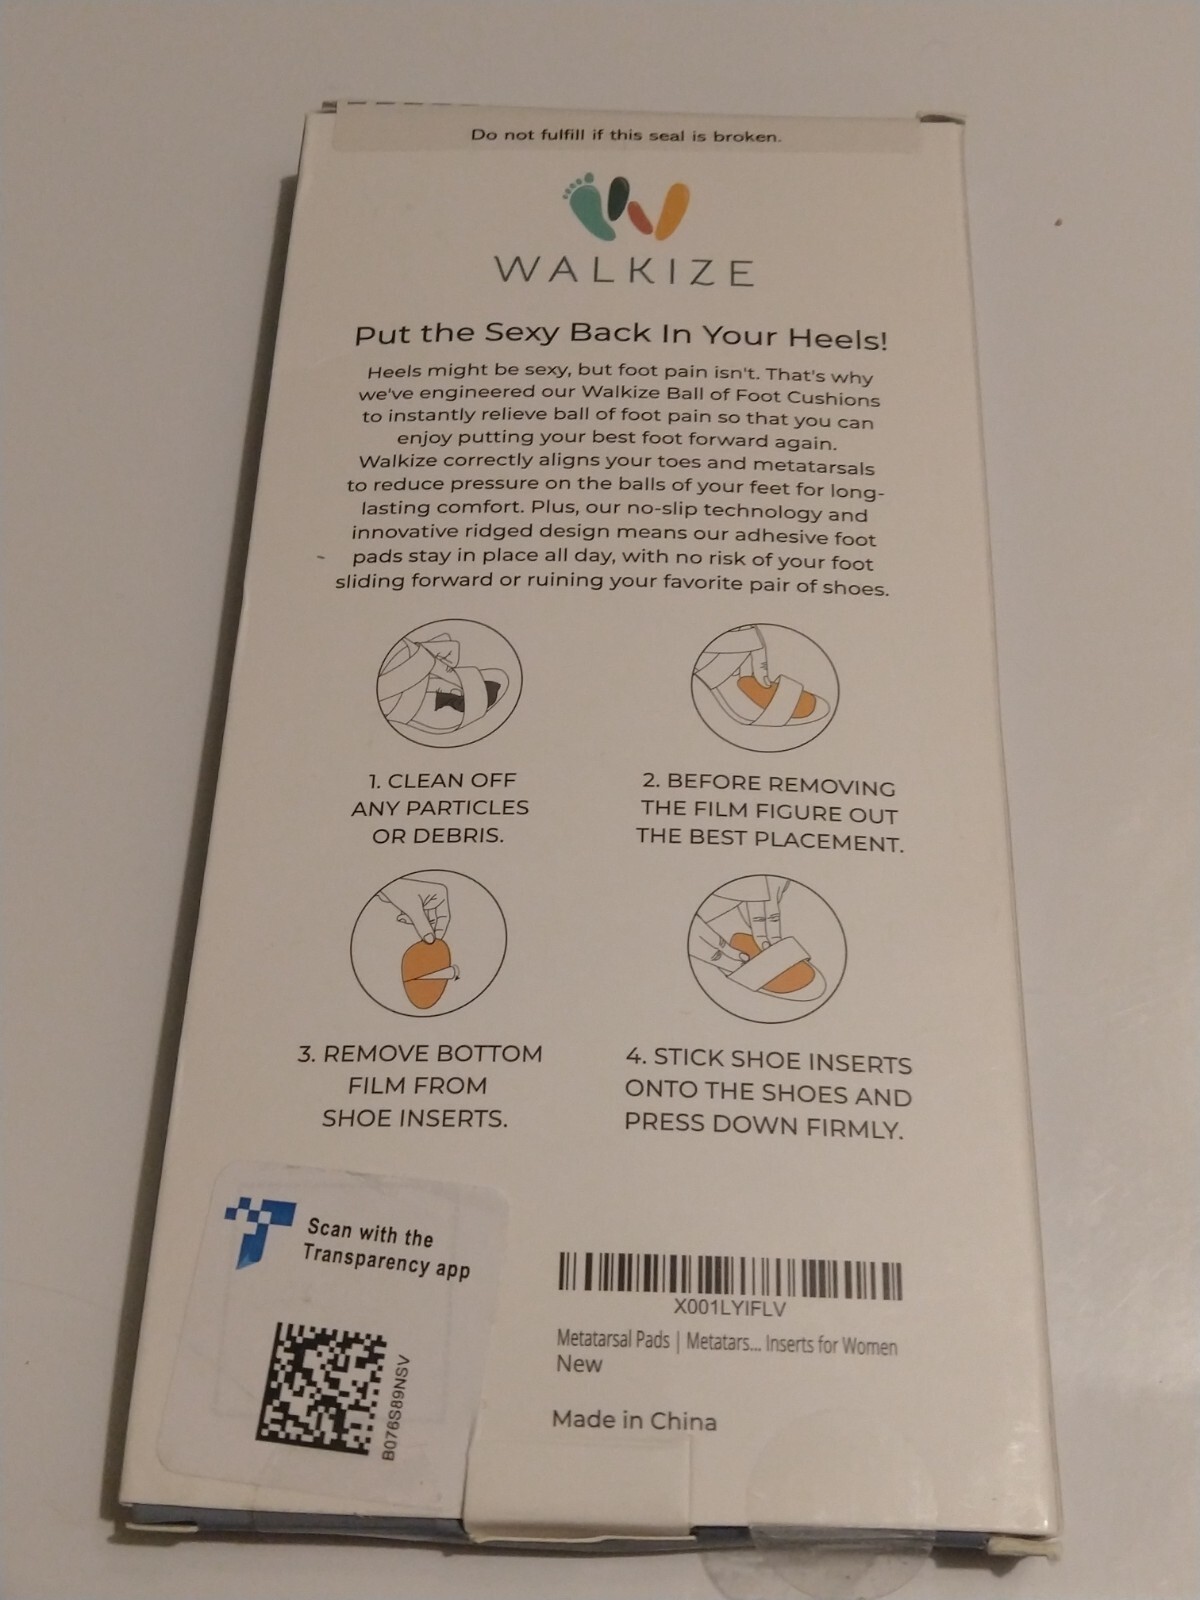 Do not fulfill if this seal is broken.
WALKIZE
Put the Sexy Back In Your Heels!
Heels might be sexy, but foot pain isn't. That's why
we've engineered our Walkize Ball of Foot Cushions
to instantly relieve ball of foot pain so that you can
enjoy putting your best foot forward again.
Walkize correctly aligns your toes and metatarsals
to reduce pressure on the balls of your feet for long-
lasting comfort. Plus, our no-slip technology and
innovative ridged design means our adhesive foot
pads stay in place all day, with no risk of your foot
sliding forward or ruining your favorite pair of shoes.
1. CLEAN OFF
ANY PARTICLES
OR DEBRIS.
2. BEFORE REMOVING
THE FILM FIGURE OUT
THE BEST PLACEMENT.
3. REMOVE BOTTOM
FILM FROM
SHOE INSERTS.
4. STICK SHOE INSERTS
ONTO THE SHOES AND
PRESS DOWN FIRMLY.
Scan with the
Transparency app
B076S89NSV
X001LYIFLV
Metatarsal Pads | Metatars... Inserts for Women
New
Made in China